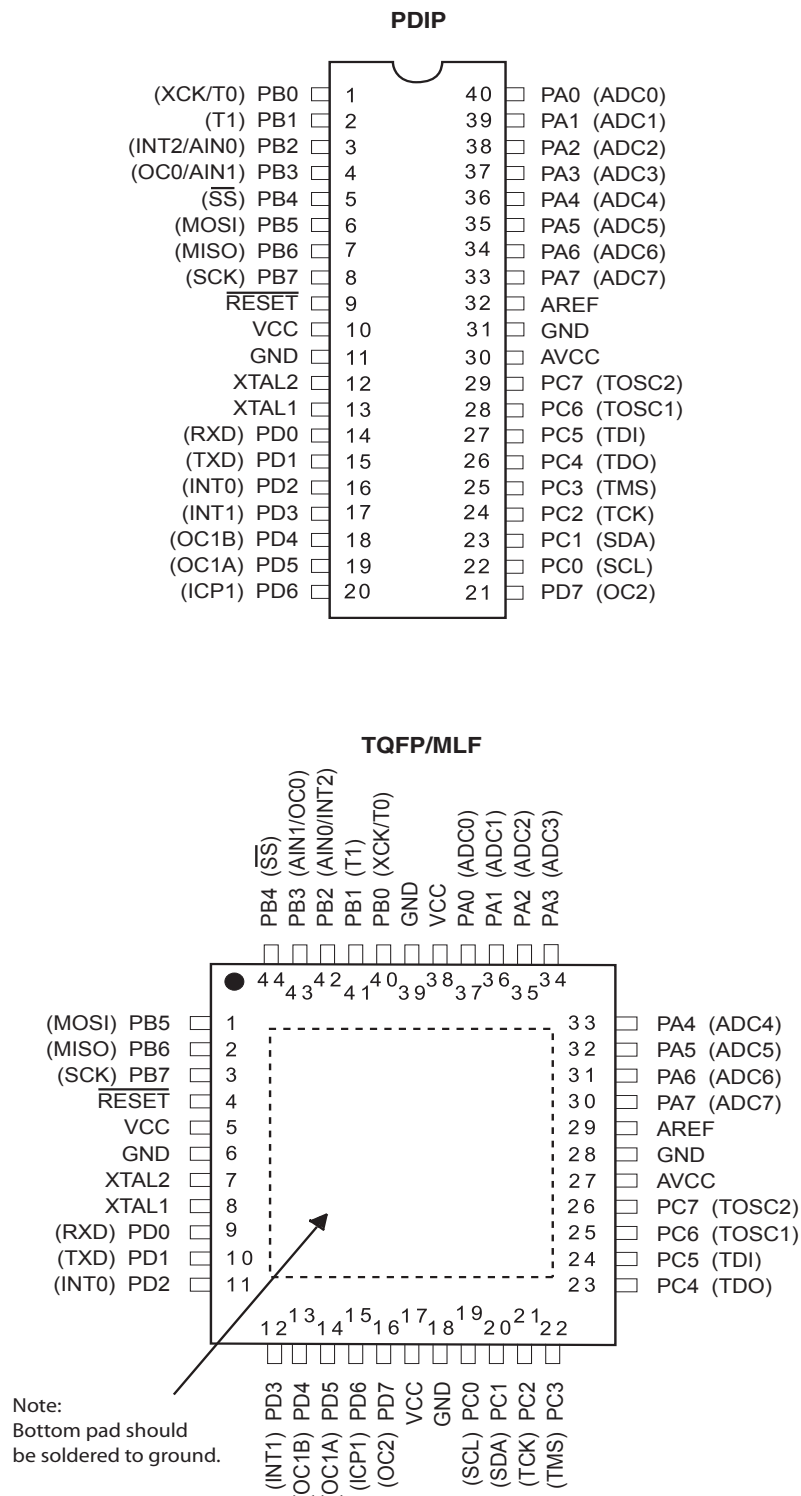 PDIP
(XCK/T0) PB0 1 40 PA0 (ADC0)
(T1) PB1 2 39 PA1 (ADC1)
(INT2/AIN0) PB2 3 38 PA2 (ADC2)
(OC0/AIN1) PB3 4 37 PA3 (ADC3)
(SS) PB4 5 36 PA4 (ADC4)
(MOSI) PB5 6 35 PA5 (ADC5)
(MISO) PB6 7 34 PA6 (ADC6)
(SCK) PB7 8 33 PA7 (ADC7)
RESET 9 32 AREF
VCC 10 31 GND
GND 11 30 AVCC
XTAL2 12 29 PC7 (TOSC2)
XTAL1 13 28 PC6 (TOSC1)
(RXD) PD0 14 27 PC5 (TDI)
(TXD) PD1 15 26 PC4 (TDO)
(INT0) PD2 16 25 PC3 (TMS)
(INT1) PD3 17 24 PC2 (TCK)
(OC1B) PD4 18 23 PC1 (SDA)
(OC1A) PD5 19 22 PC0 (SCL)
(ICP1) PD6 20 21 PD7 (OC2)
TQFP/MLF
PB4 (SS)
PB3 (AIN1/OC0)
PB2 (AIN0/INT2)
PB1 (T1)
PB0 (XCK/T0)
GND
VCC
PA0 (ADC0)
PA1 (ADC1)
PA2 (ADC2)
PA3 (ADC3)
44 43 42 41 40 39 38 37 36 35 34
(MOSI) PB5 1 33 PA4 (ADC4)
(MISO) PB6 2 32 PA5 (ADC5)
(SCK) PB7 3 31 PA6 (ADC6)
RESET 4 30 PA7 (ADC7)
VCC 5 29 AREF
GND 6 28 GND
XTAL2 7 27 AVCC
XTAL1 8 26 PC7 (TOSC2)
(RXD) PD0 9 25 PC6 (TOSC1)
(TXD) PD1 10 24 PC5 (TDI)
(INT0) PD2 11 23 PC4 (TDO)
12 13 14 15 16 17 18 19 20 21 22
(INT1) PD3
OC1B) PD4
OC1A) PD5
(ICP1) PD6
(OC2) PD7
VCC
GND
(SCL) PC0
(SDA) PC1
(TCK) PC2
(TMS) PC3
Note:
Bottom pad should
be soldered to ground.